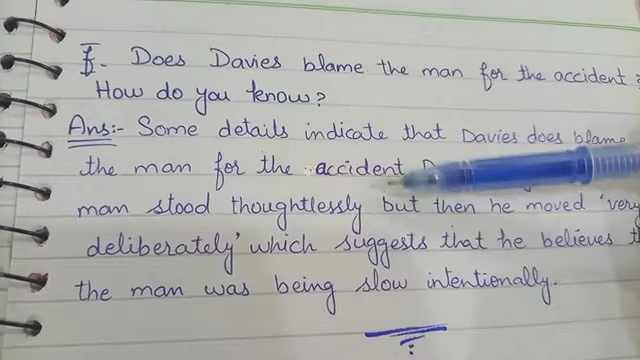 I. Does Davies blame the man for the accident?
How do you know?
Ans:- Some details indicate that Davies does blame
the man for the accident
man stood thoughtlessly but then he moved 'very
deliberately' which suggests that he believes
the man was being slow intentionally.